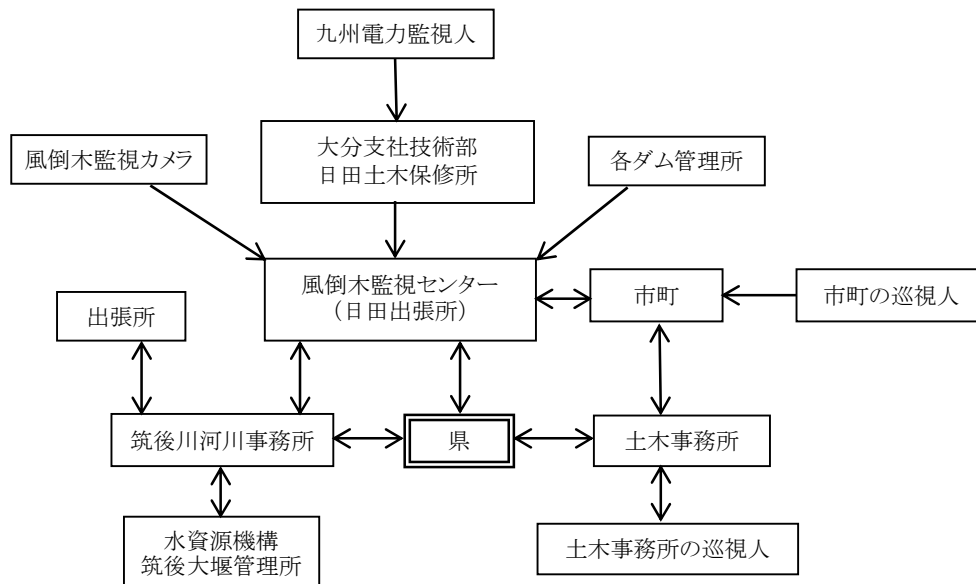 九州電力監視人
大分支社技術部
日田土木保修所
風倒木監視カメラ
各ダム管理所
風倒木監視センター
（日田出張所）
市町
市町の巡視人
出張所
筑後川河川事務所
県
土木事務所
水資源機構
筑後大堰管理所
土木事務所の巡視人